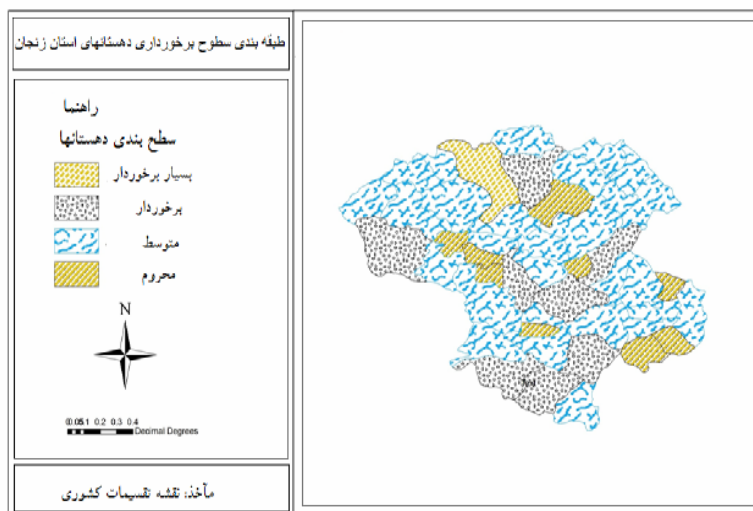 طبقه بندی سطوح برخورداری دهستانهای استان زنجان
راهنما
سطح بندی دهستانها
بسیار برخوردار
برخوردار
متوسط
محروم
N
0 0.05 0.1 0.2 0.3 0.4
Decimal Degrees
مآخذ: نقشه تقسیمات کشوری